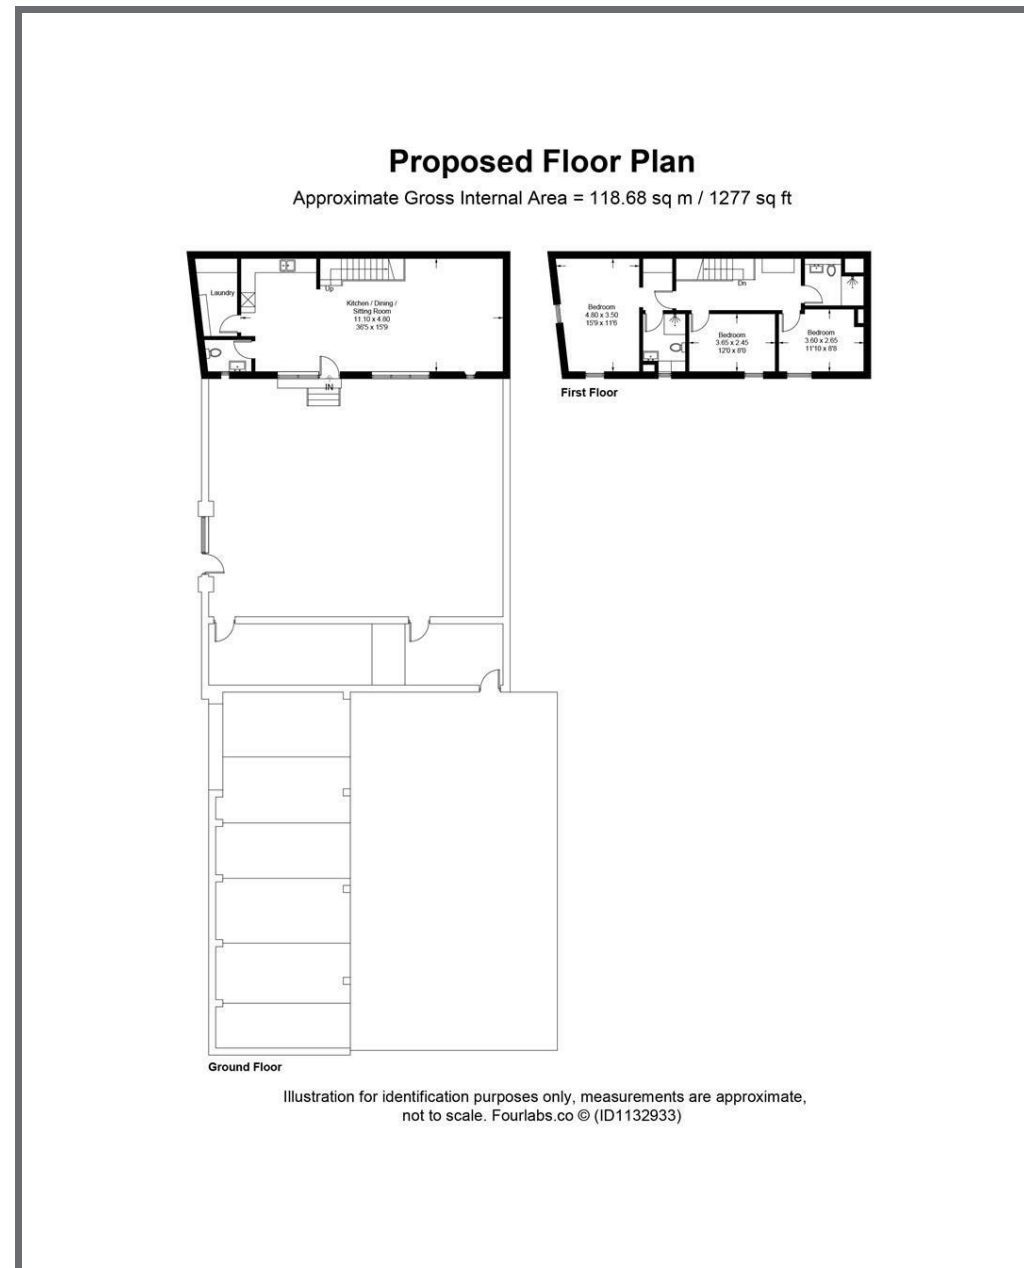 Proposed Floor Plan
Approximate Gross Internal Area = 118.68 sq m / 1277 sq ft
Laundry
Up
Kitchen / Dining /
Sitting Room
11.10 x 4.80
36'5 x 15'9
IN
Dn
Bedroom
4.80 x 3.50
15'9 x 11'6
Bedroom
3.65 x 2.45
12'0 x 8'0
Bedroom
3.60 x 2.65
11'10 x 8'8
First Floor
Ground Floor
Illustration for identification purposes only, measurements are approximate,
not to scale. Fourlabs.co © (ID1132933)